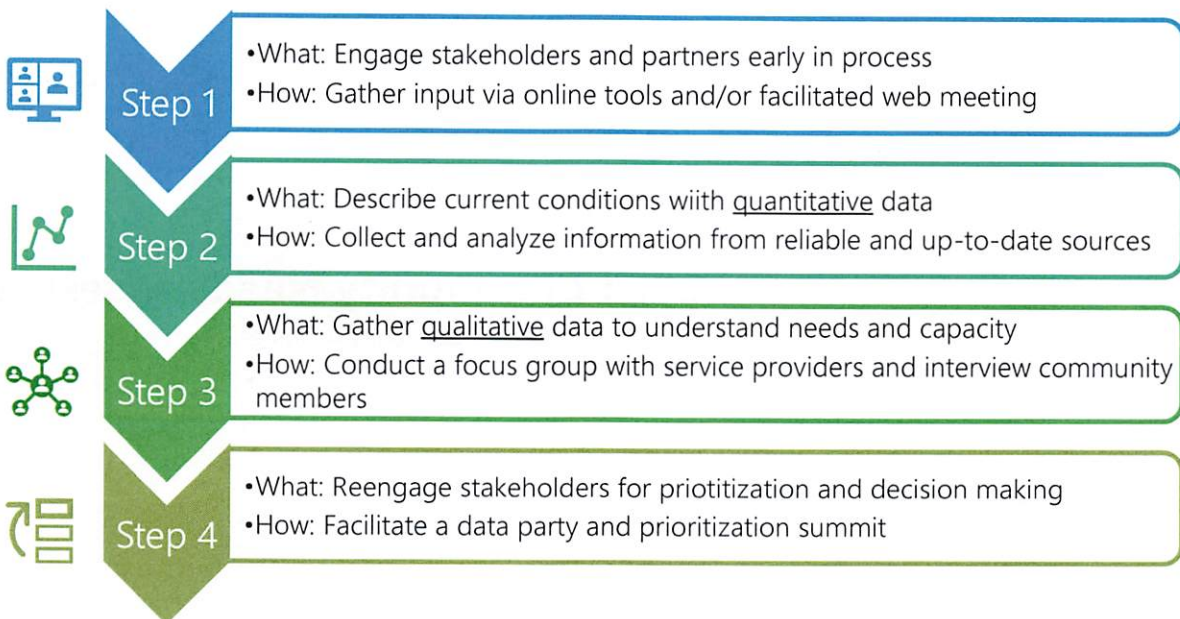 Step 1
•What: Engage stakeholders and partners early in process
•How: Gather input via online tools and/or facilitated web meeting
Step 2
•What: Describe current conditions wiith quantitative data
•How: Collect and analyze information from reliable and up-to-date sources
Step 3
•What: Gather qualitative data to understand needs and capacity
•How: Conduct a focus group with service providers and interview community
members
Step 4
•What: Reengage stakeholders for priotitization and decision making
•How: Facilitate a data party and prioritization summit